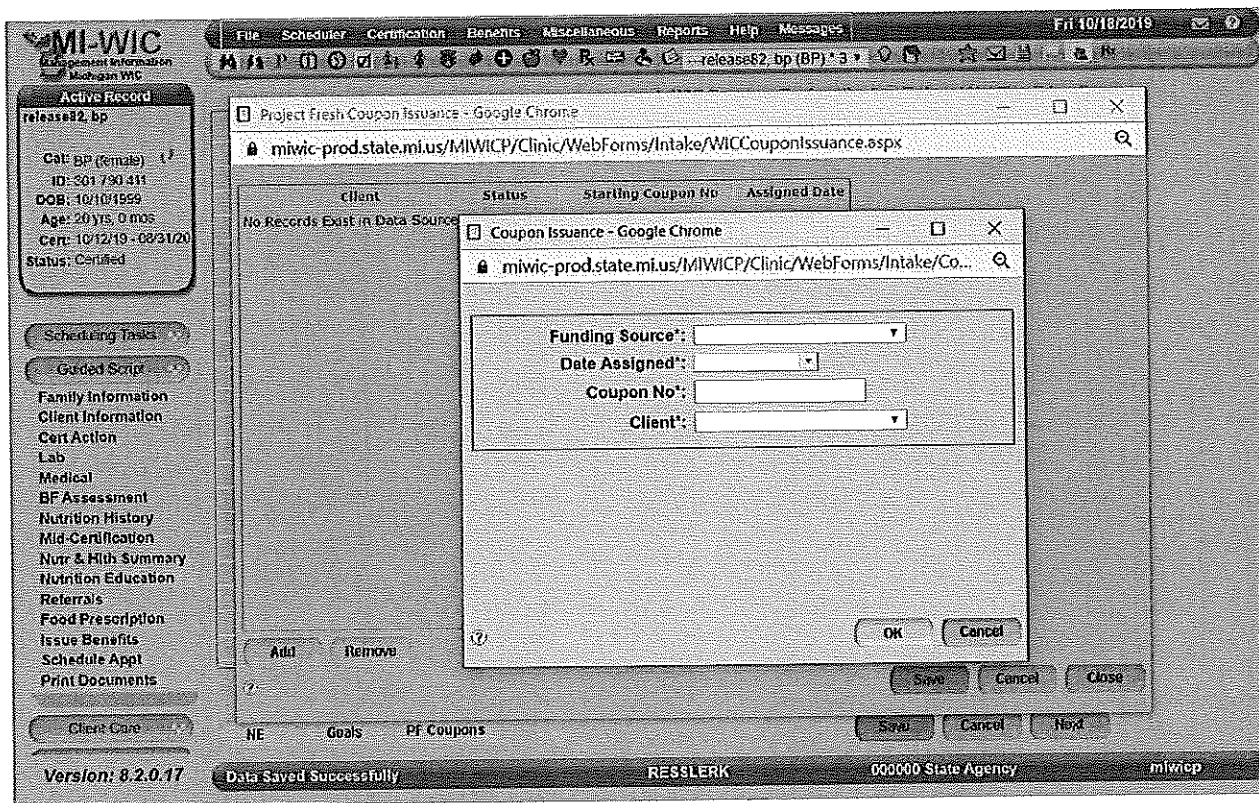 MI-WIC
Management Information
Michigan WIC
File Scheduler Certification Benefits Miscellaneous Reports Help Messages
Fri 10/18/2019
release82, bp (BP) * 3
Active Record
release82, bp
Cat: BP (female)
ID: 301 790 411
DOB: 10/10/1999
Age: 20 yrs, 0 mos
Cert: 10/12/19 - 08/31/20
Status: Certified
Scheduling Tasks
Guided Script
Family Information
Client Information
Cert Action
Lab
Medical
BF Assessment
Nutrition History
Mid-Certification
Nutr & Hlth Summary
Nutrition Education
Referrals
Food Prescription
Issue Benefits
Schedule Appt
Print Documents
Client Care
Version: 8.2.0.17
Project Fresh Coupon Issuance - Google Chrome
miwic-prod.state.mi.us/MIWICP/Clinic/WebForms/Intake/WICCouponIssuance.aspx
Client Status Starting Coupon No Assigned Date
No Records Exist in Data Source
Coupon Issuance - Google Chrome
miwic-prod.state.mi.us/MIWICP/Clinic/WebForms/Intake/Co...
Funding Source*:
Date Assigned*:
Coupon No*:
Client*:
OK Cancel
Add Remove
Save Cancel Close
NE Goals PF Coupons
Save Cancel Next
Data Saved Successfully RESSLERK 000000 State Agency miwicp